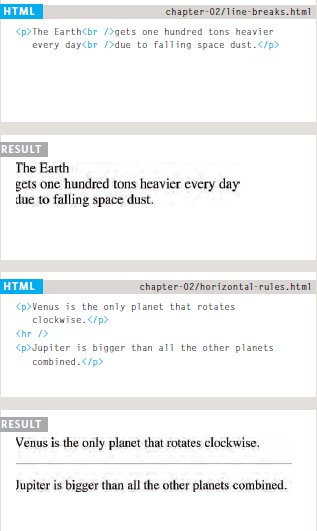 HTML chapter-02/line-breaks.html
<p>The Earth<br />gets one hundred tons heavier
every day<br />due to falling space dust.</p>
RESULT
The Earth
gets one hundred tons heavier every day
due to falling space dust.
HTML chapter-02/horizontal-rules.html
<p>Venus is the only planet that rotates
clockwise.</p>
<hr />
<p>Jupiter is bigger than all the other planets
combined.</p>
RESULT
Venus is the only planet that rotates clockwise.
Jupiter is bigger than all the other planets combined.